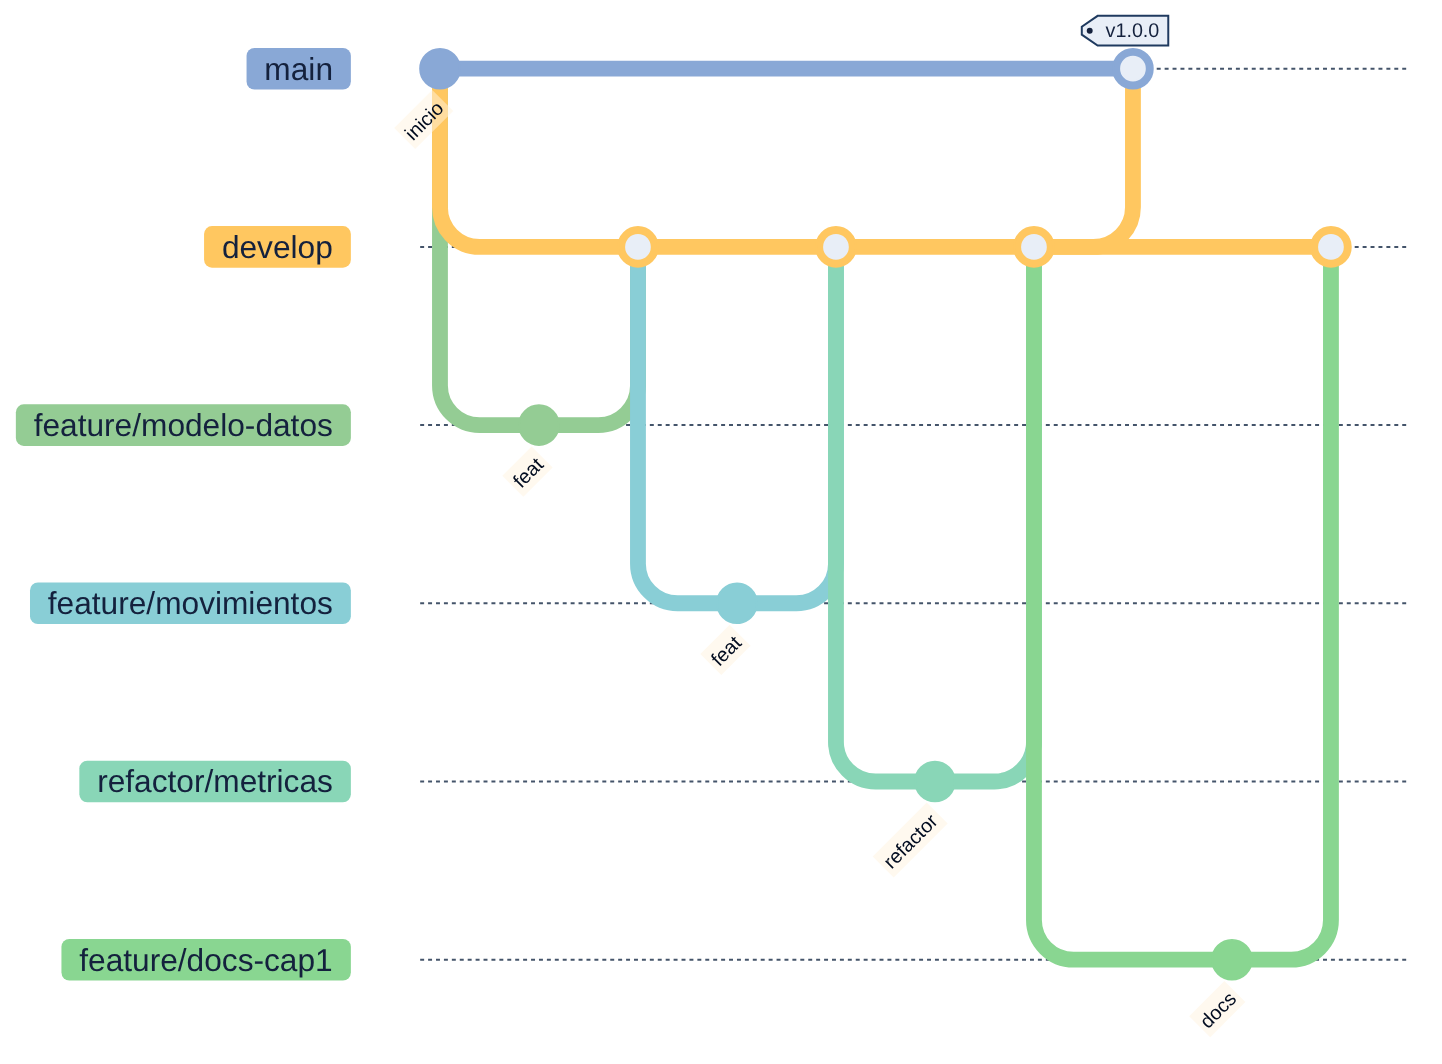 v1.0.0
main
inicio
develop
feature/modelo-datos
feat
feature/movimientos
feat
refactor/metricas
refactor
feature/docs-cap1
docs